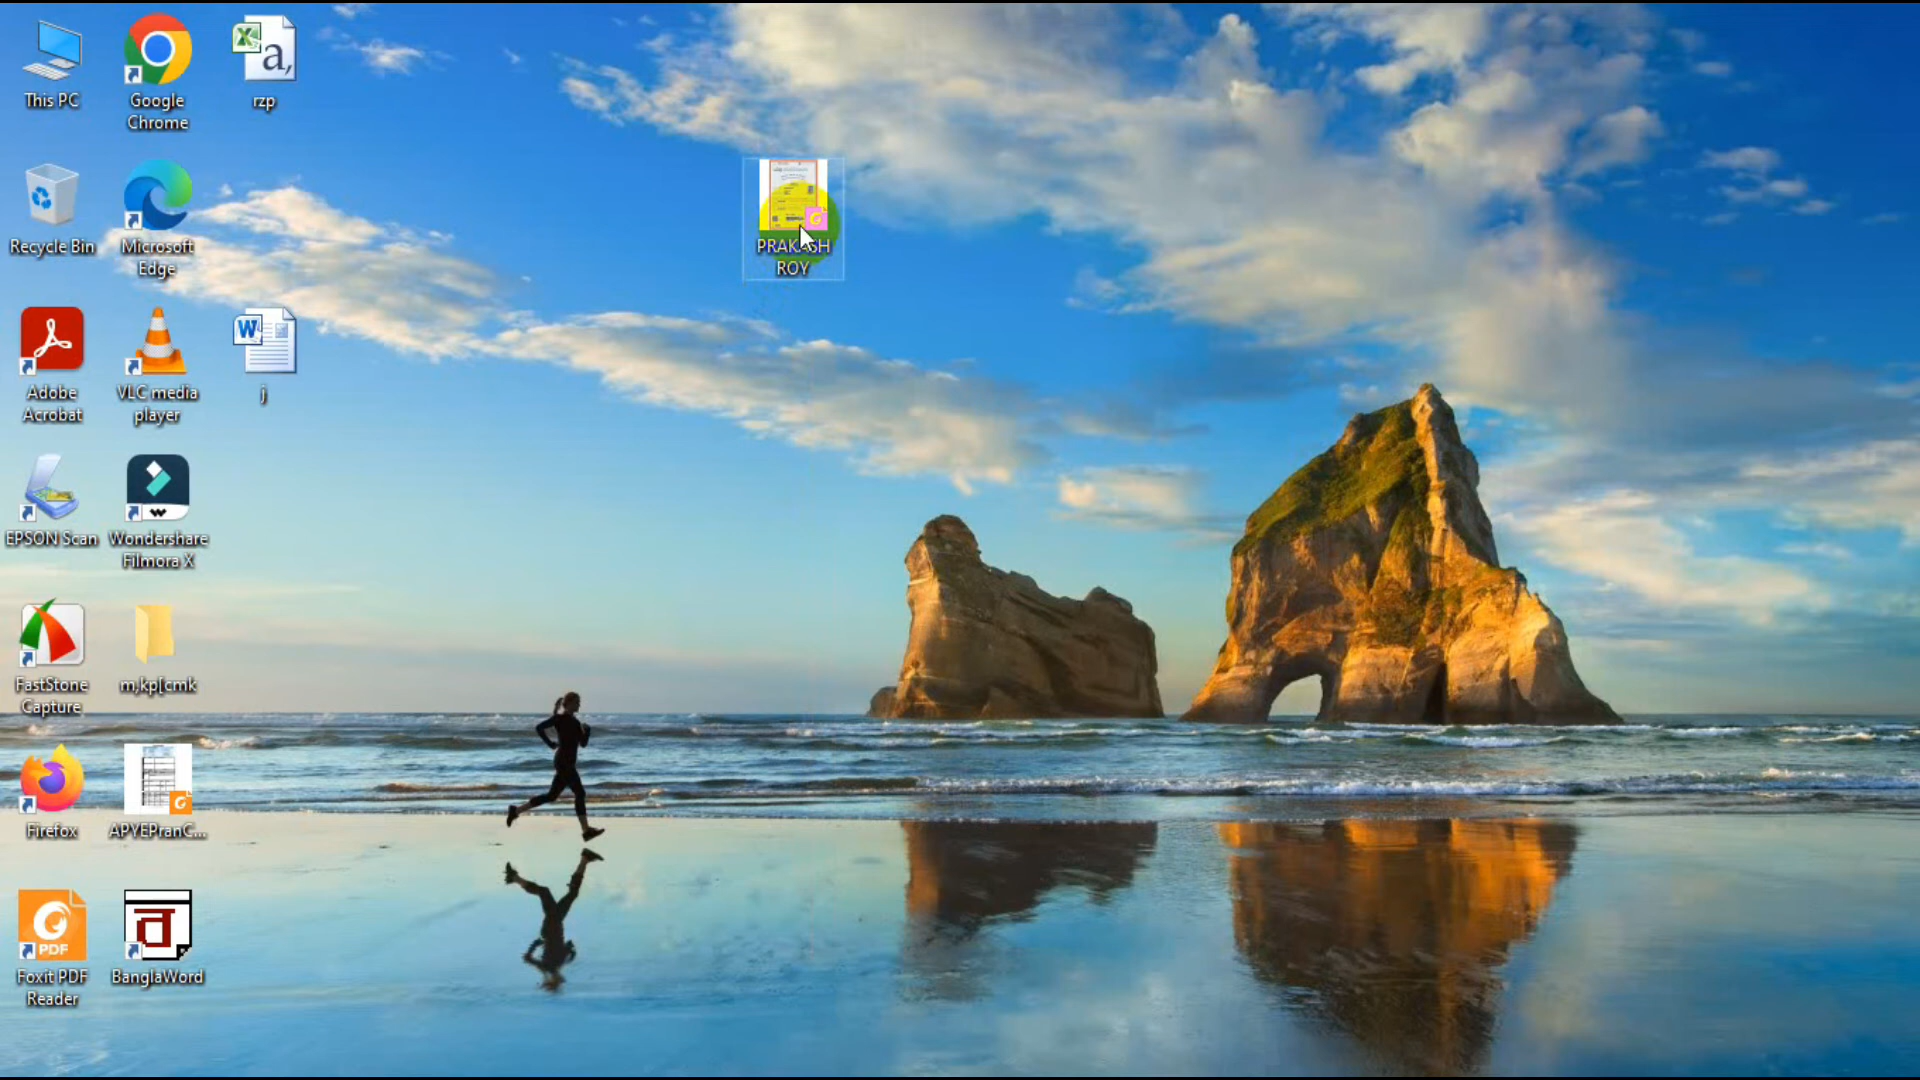 This PC
Google
Chrome
rzp
Recycle Bin
Microsoft
Edge
PRAKASH
ROY
Adobe
Acrobat
VLC media
player
j
EPSON Scan
Wondershare
Filmora X
FastStone
Capture
m,kp[cmk
Firefox
APYEPranC...
PDF
Foxit PDF
Reader
BanglaWord